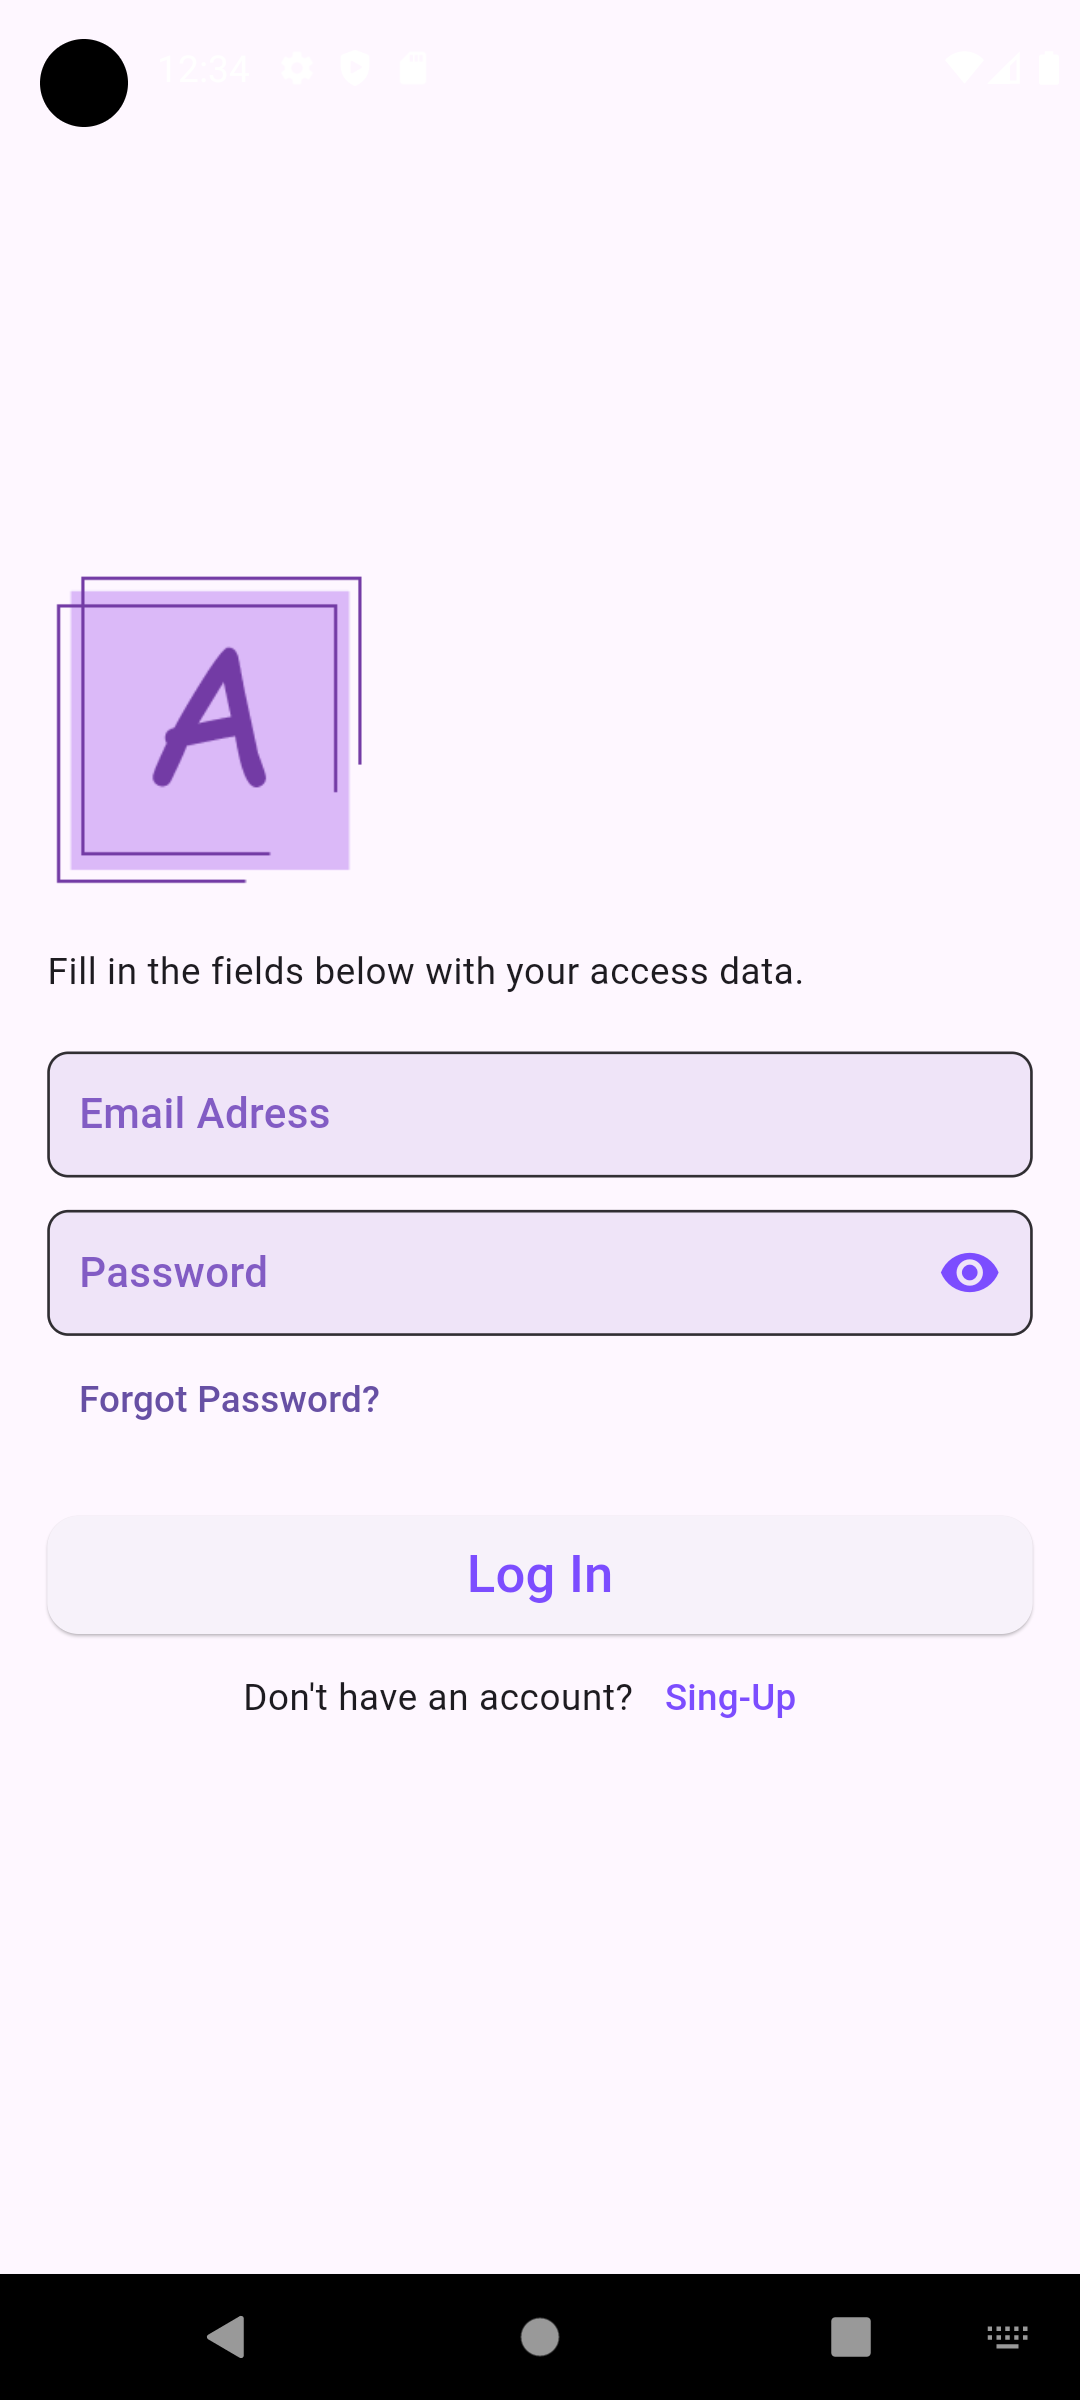 12:34
A
Fill in the fields below with your access data.
Email Adress
Password
Forgot Password?
Log In
Don't have an account? Sing-Up